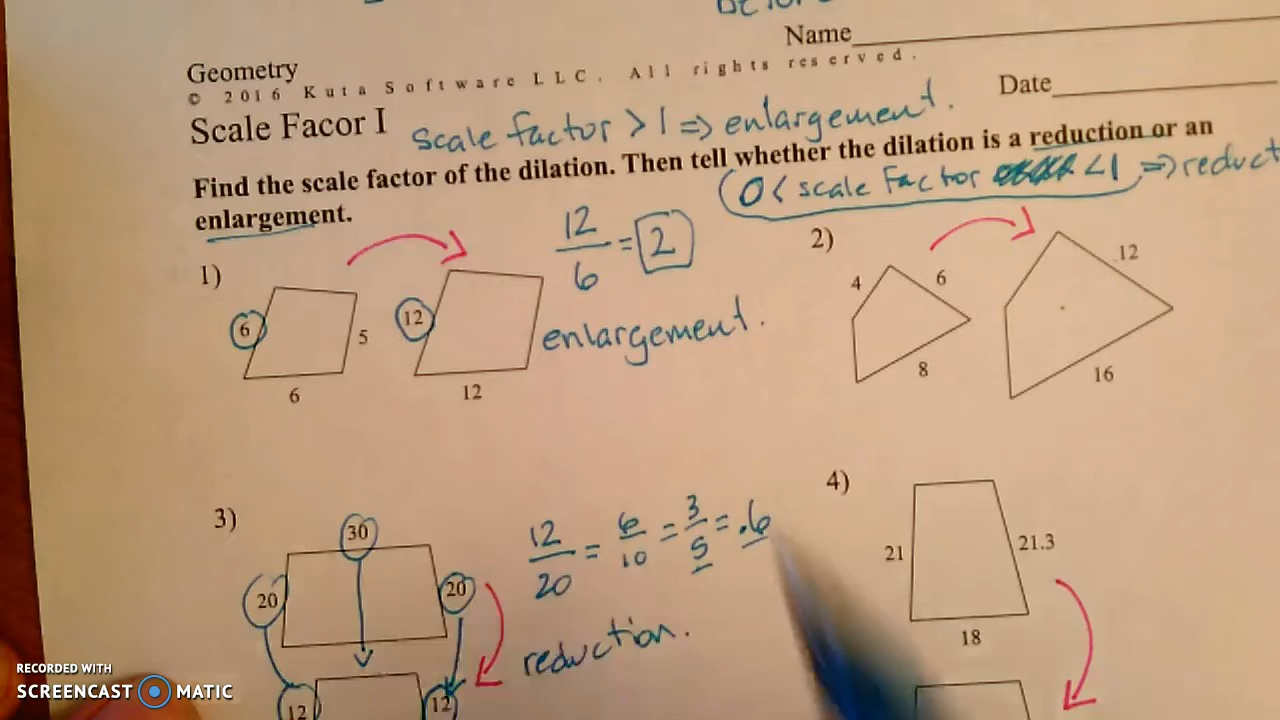 Name
Geometry
© 2016 Kuta Software LLC. All rights reserved.
Date
Scale Facor I
scale factor > 1 => enlargement.
Find the scale factor of the dilation. Then tell whether the dilation is a reduction or an
enlargement.
0 < scale factor < 1 => reduct
1)
6
5
6
12
12
12/6 = 2
enlargement.
2)
4
6
8
12
16
3)
30
20
20
12
12
12/20 = 6/10 = 3/5 = .6
reduction.
4)
21
21.3
18
RECORDED WITH
SCREENCAST MATIC